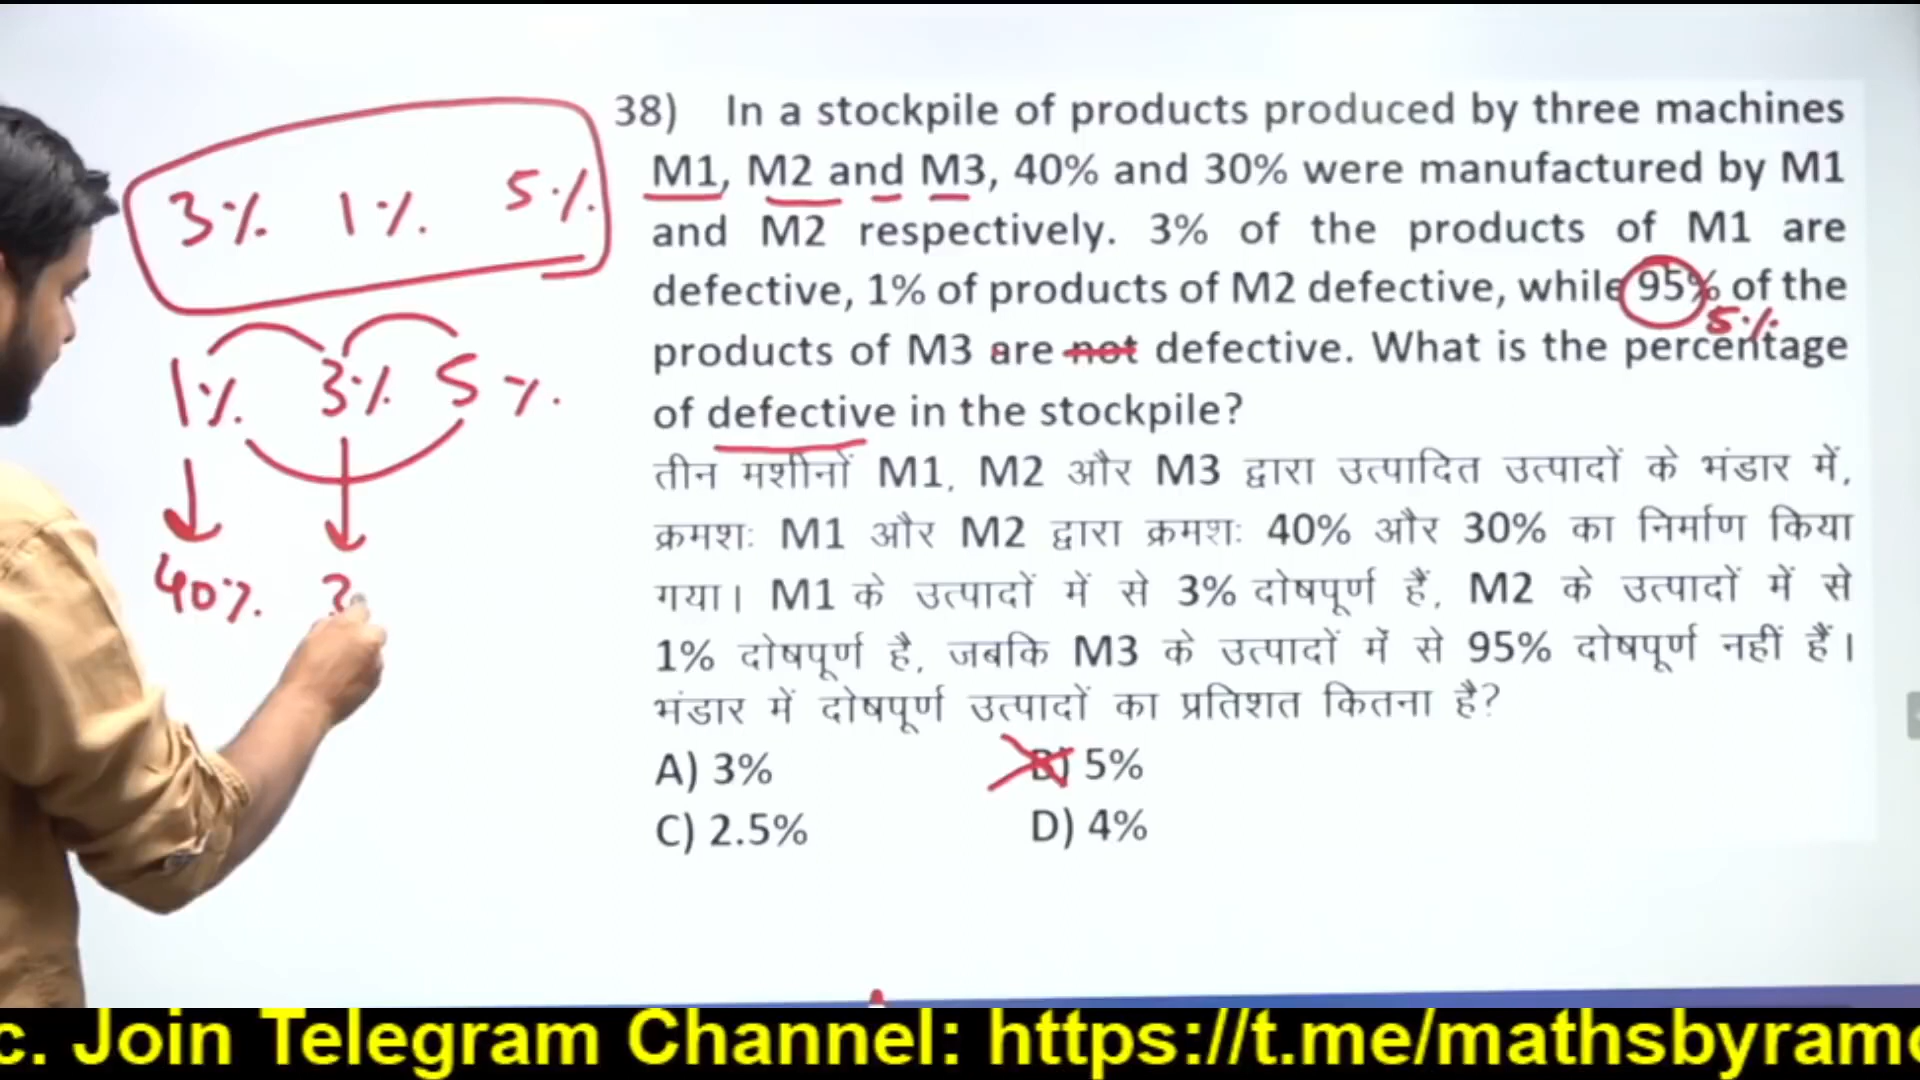 3% 1% 5%
1% 3% 5%
40%
38) In a stockpile of products produced by three machines
M1, M2 and M3, 40% and 30% were manufactured by M1
and M2 respectively. 3% of the products of M1 are
defective, 1% of products of M2 defective, while 95% of the
5%
products of M3 are not defective. What is the percentage
of defective in the stockpile?
तीन मशीनों M1, M2 और M3 द्वारा उत्पादित उत्पादों के भंडार में,
क्रमशः M1 और M2 द्वारा क्रमशः 40% और 30% का निर्माण किया
गया। M1 के उत्पादों में से 3% दोषपूर्ण हैं, M2 के उत्पादों में से
1% दोषपूर्ण है, जबकि M3 के उत्पादों में से 95% दोषपूर्ण नहीं हैं।
भंडार में दोषपूर्ण उत्पादों का प्रतिशत कितना है?
A) 3% B) 5%
C) 2.5% D) 4%
c. Join Telegram Channel: https://t.me/mathsbyramo